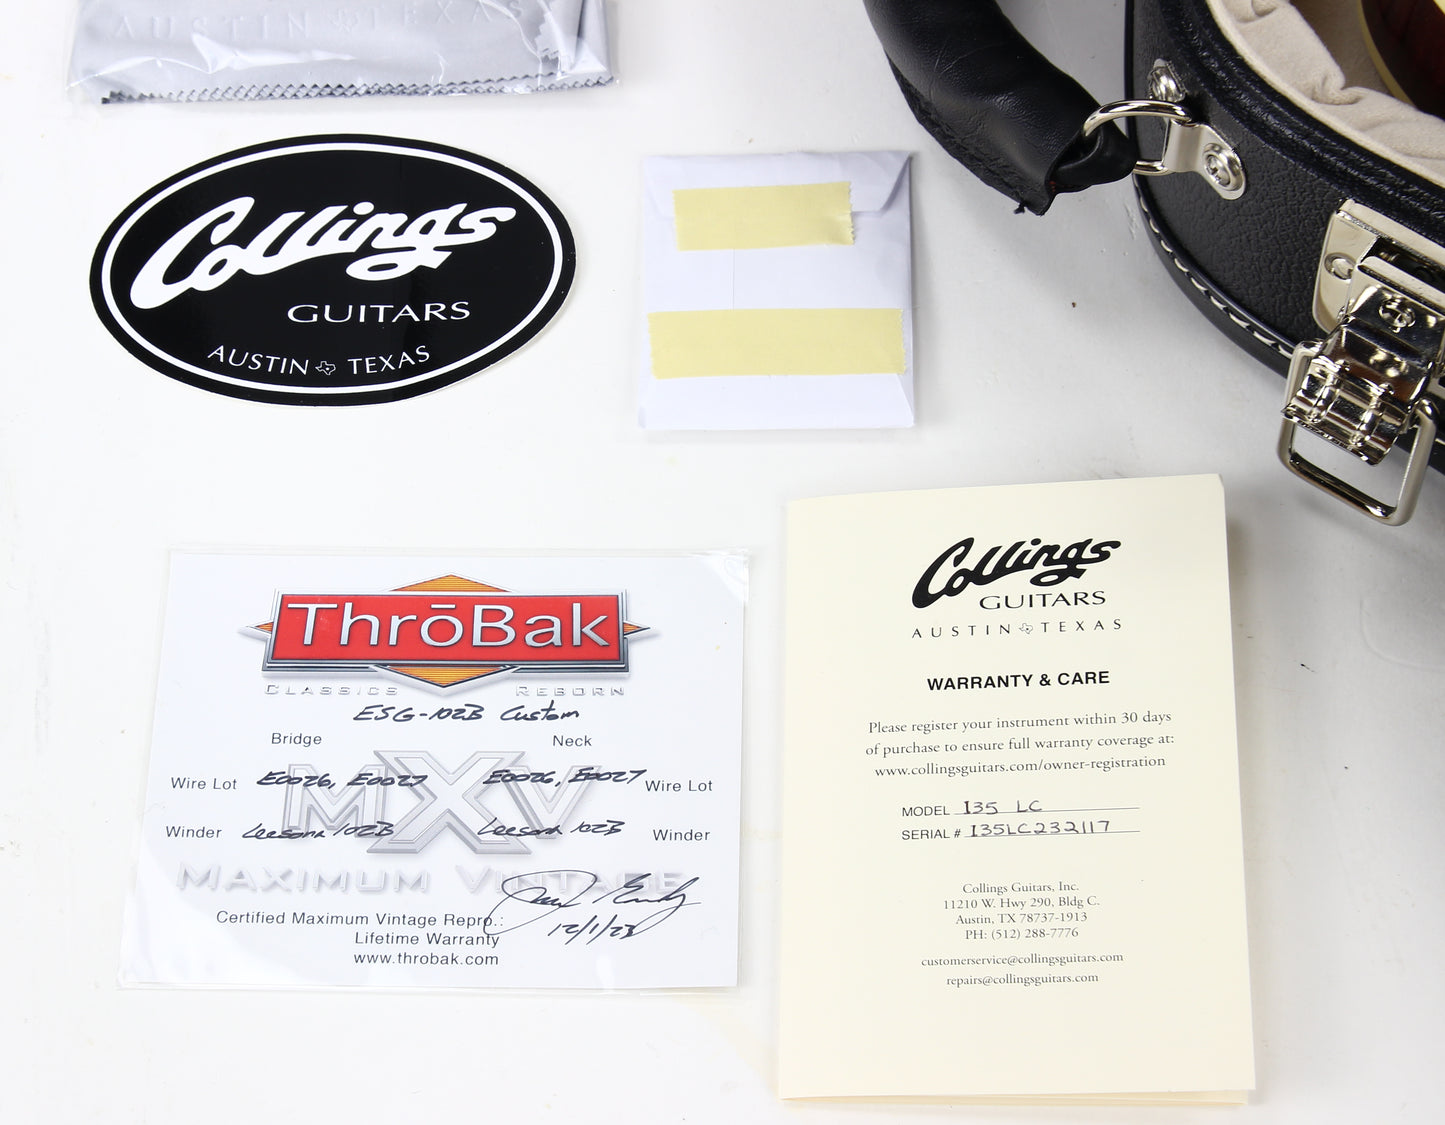 AUSTIN TEXAS
Collings
GUITARS
AUSTIN TEXAS
ThrōBak
CLASSICS REBORN
ESG-102B Custom
Bridge Neck
Wire Lot E0026, E0027 E0026, E0027 Wire Lot
MXV
Winder Leesona 102B Leesona 102B Winder
MAXIMUM VINTAGE
Certified Maximum Vintage Repro.:
Lifetime Warranty 12/1/23
www.throbak.com
Collings
GUITARS
AUSTIN TEXAS
WARRANTY & CARE
Please register your instrument within 30 days
of purchase to ensure full warranty coverage at:
www.collingsguitars.com/owner-registration
MODEL I35 LC
SERIAL # I35LC232117
Collings Guitars, Inc.
11210 W. Hwy 290, Bldg C.
Austin, TX 78737-1913
PH: (512) 288-7776
customerservice@collingsguitars.com
repairs@collingsguitars.com